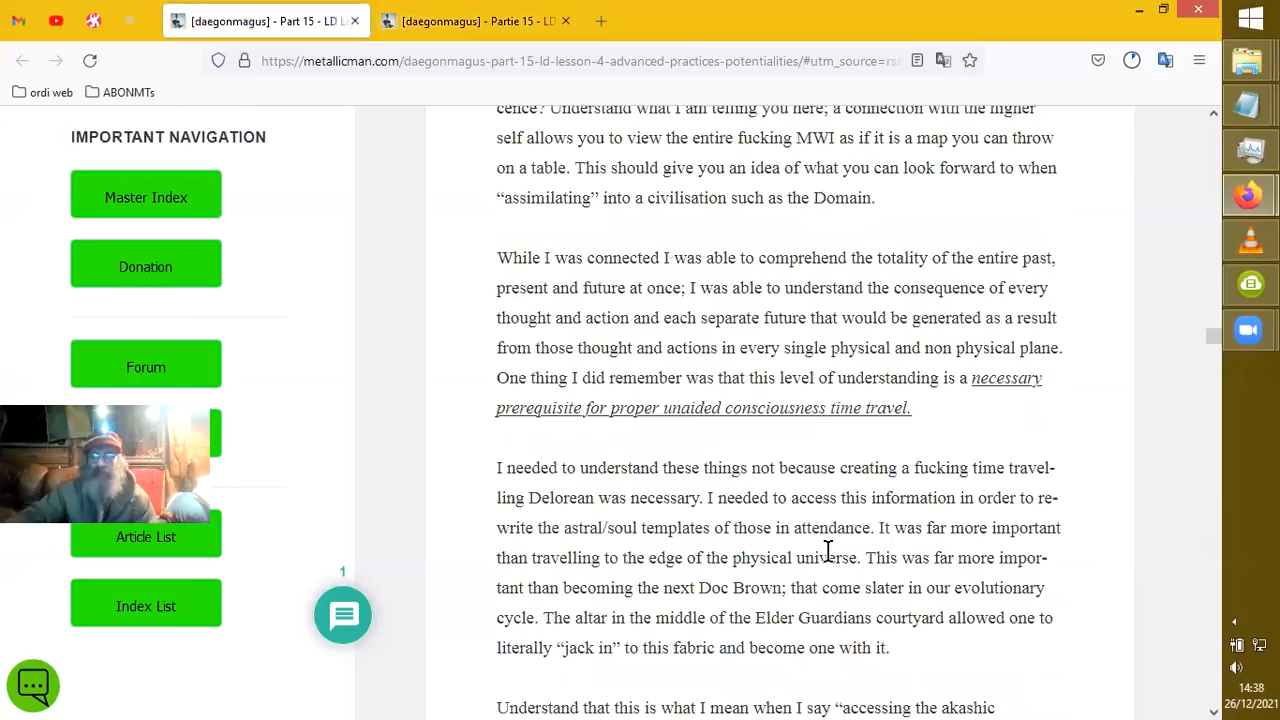 [daegonmagus] - Part 15 - LD L
[daegonmagus] - Partie 15 - LD
https://metallicman.com/daegonmagus-part-15-ld-lesson-4-advanced-practices-potentialities/#utm_source=rs
ordi web
ABONMTs
IMPORTANT NAVIGATION
Master Index
Donation
Forum
Article List
Index List
1
cence? Understand what I am telling you here; a connection with the higher
self allows you to view the entire fucking MWI as if it is a map you can throw
on a table. This should give you an idea of what you can look forward to when
“assimilating” into a civilisation such as the Domain.
While I was connected I was able to comprehend the totality of the entire past,
present and future at once; I was able to understand the consequence of every
thought and action and each separate future that would be generated as a result
from those thought and actions in every single physical and non physical plane.
One thing I did remember was that this level of understanding is a necessary
prerequisite for proper unaided consciousness time travel.
I needed to understand these things not because creating a fucking time travel-
ling Delorean was necessary. I needed to access this information in order to re-
write the astral/soul templates of those in attendance. It was far more important
than travelling to the edge of the physical universe. This was far more impor-
tant than becoming the next Doc Brown; that come slater in our evolutionary
cycle. The altar in the middle of the Elder Guardians courtyard allowed one to
literally “jack in” to this fabric and become one with it.
Understand that this is what I mean when I say “accessing the akashic
14:38
26/12/2021